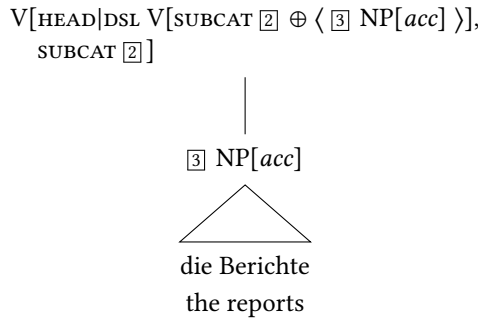 V[HEAD|DSL V[SUBCAT 2 ⊕ ⟨ 3 NP[acc] ⟩],
SUBCAT 2 ]
3 NP[acc]
die Berichte
the reports